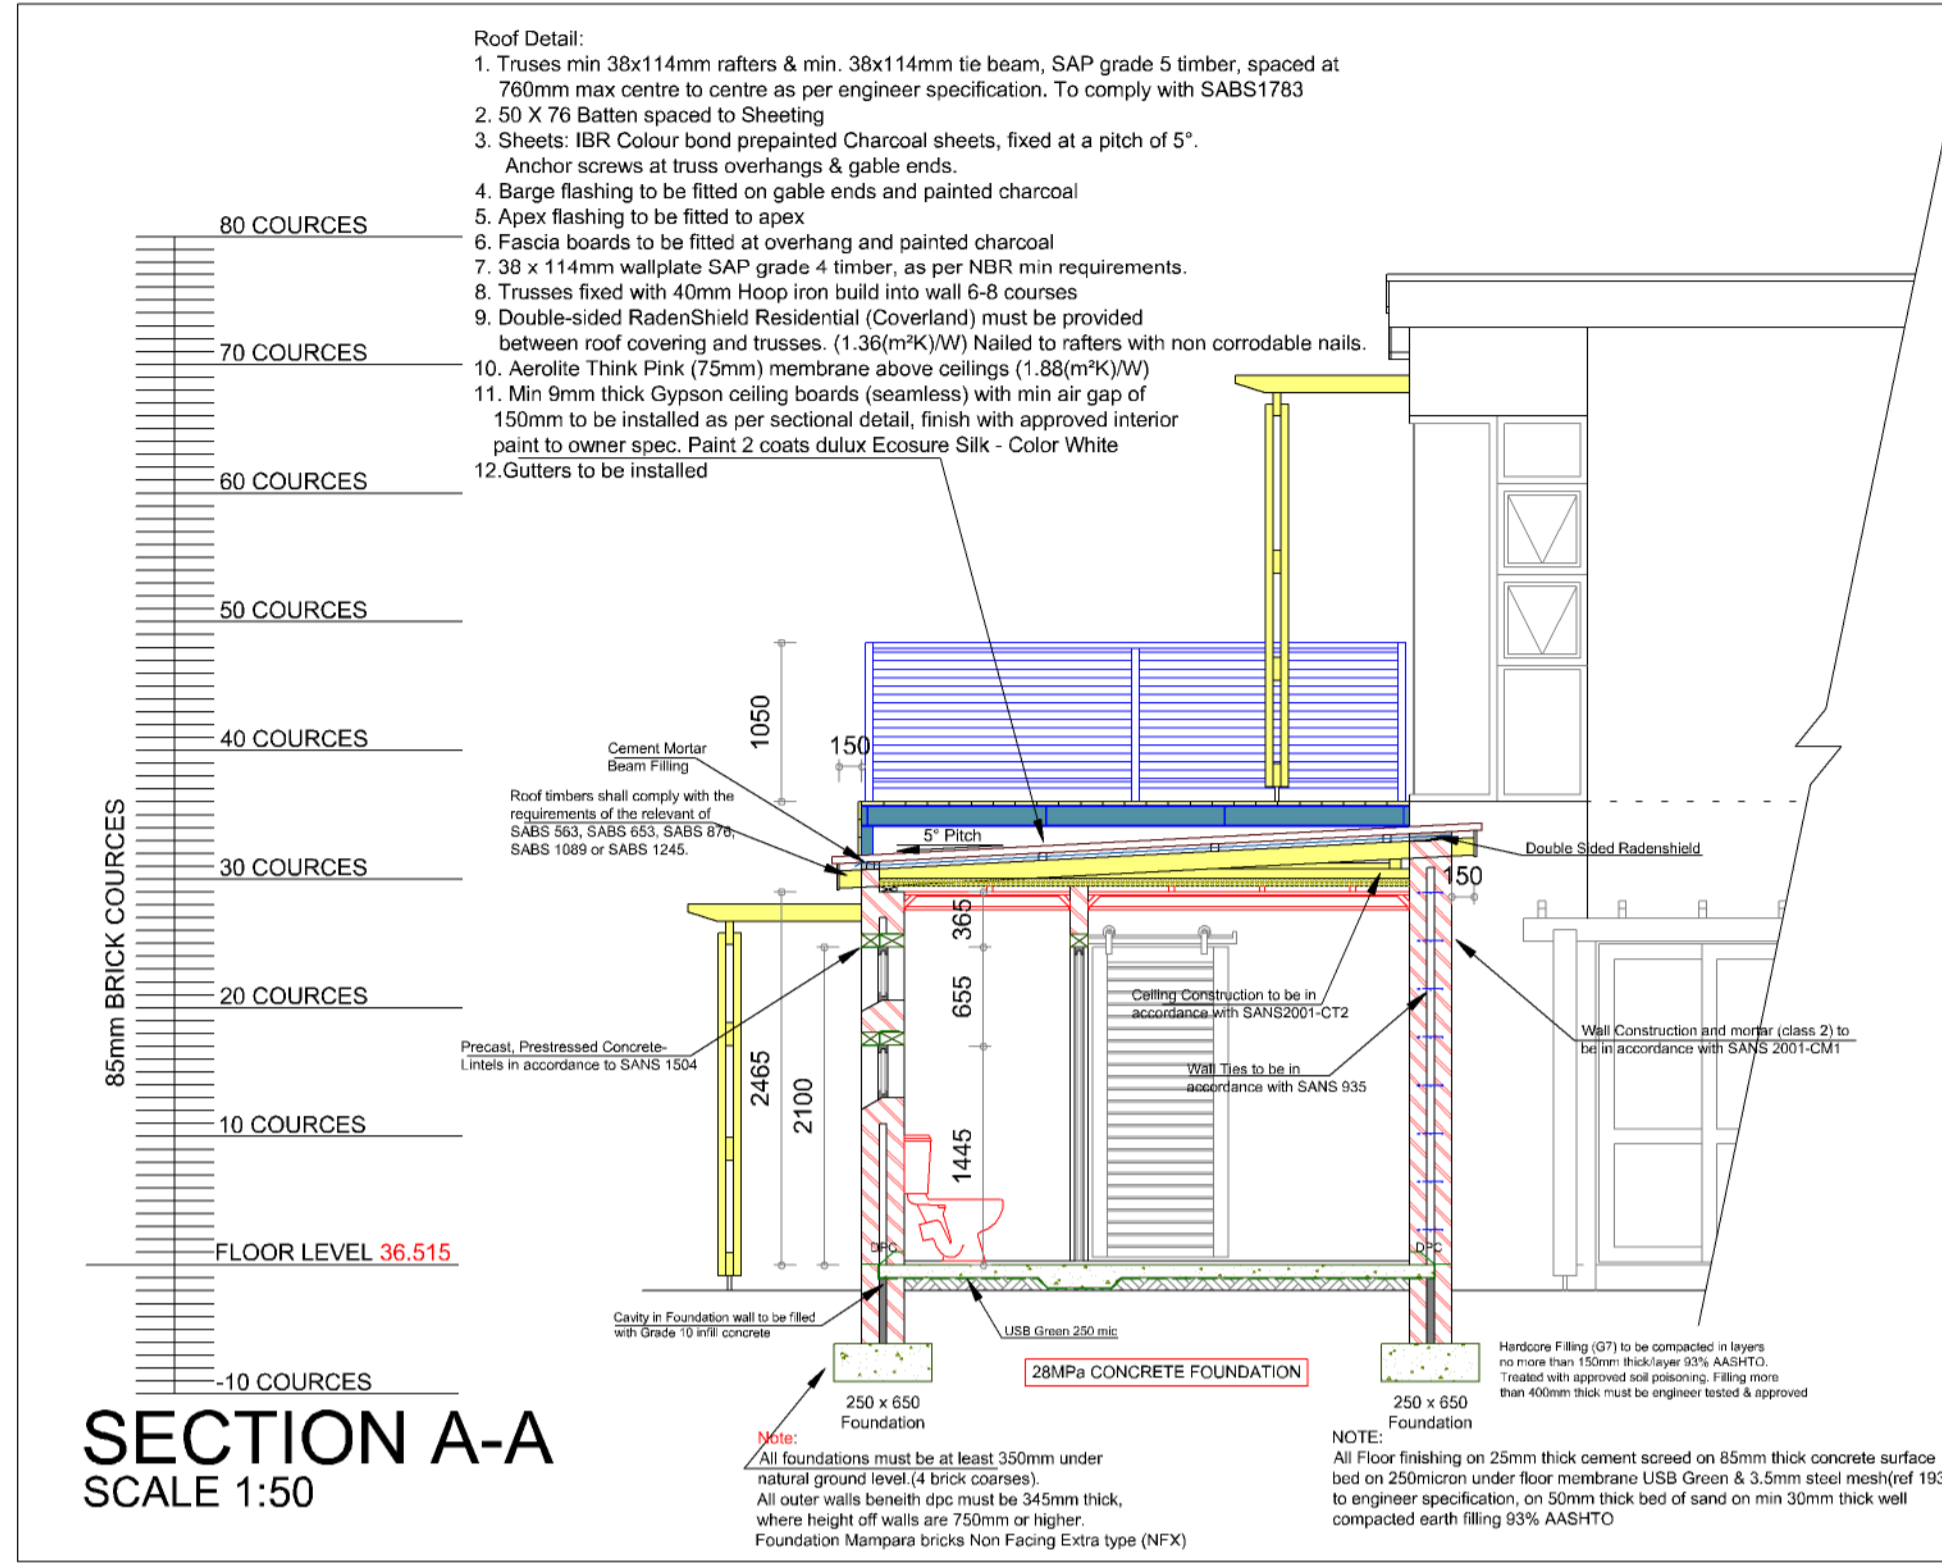 Roof Detail:
1. Truses min 38x114mm rafters & min. 38x114mm tie beam, SAP grade 5 timber, spaced at
760mm max centre to centre as per engineer specification. To comply with SABS1783
2. 50 X 76 Batten spaced to Sheeting
3. Sheets: IBR Colour bond prepainted Charcoal sheets, fixed at a pitch of 5°.
Anchor screws at truss overhangs & gable ends.
4. Barge flashing to be fitted on gable ends and painted charcoal
5. Apex flashing to be fitted to apex
6. Fascia boards to be fitted at overhang and painted charcoal
7. 38 x 114mm wallplate SAP grade 4 timber, as per NBR min requirements.
8. Trusses fixed with 40mm Hoop iron build into wall 6-8 courses
9. Double-sided RadenShield Residential (Coverland) must be provided
between roof covering and trusses. (1.36(m²K)/W) Nailed to rafters with non corrodable nails.
10. Aerolite Think Pink (75mm) membrane above ceilings (1.88(m²K)/W)
11. Min 9mm thick Gypson ceiling boards (seamless) with min air gap of
150mm to be installed as per sectional detail, finish with approved interior
paint to owner spec. Paint 2 coats dulux Ecosure Silk - Color White
12.Gutters to be installed
80 COURCES
70 COURCES
60 COURCES
50 COURCES
40 COURCES
30 COURCES
20 COURCES
10 COURCES
FLOOR LEVEL 36.515
-10 COURCES
85mm BRICK COURCES
1050
150
Cement Mortar
Beam Filling
Roof timbers shall comply with the
requirements of the relevant of
SABS 563, SABS 653, SABS 876,
SABS 1089 or SABS 1245.
5° Pitch
Double Sided Radenshield
150
365
655
1445
2465
2100
Precast, Prestressed Concrete-
Lintels in accordance to SANS 1504
Ceiling Construction to be in
accordance with SANS2001-CT2
Wall Ties to be in
accordance with SANS 935
Wall Construction and mortar (class 2) to
be in accordance with SANS 2001-CM1
DPC
DPC
Cavity in Foundation wall to be filled
with Grade 10 infill concrete
USB Green 250 mic
28MPa CONCRETE FOUNDATION
250 x 650
Foundation
250 x 650
Foundation
Hardcore Filling (G7) to be compacted in layers
no more than 150mm thick/layer 93% AASHTO.
Treated with approved soil poisoning. Filling more
than 400mm thick must be engineer tested & approved
SECTION A-A
SCALE 1:50
Note:
All foundations must be at least 350mm under
natural ground level.(4 brick coarses).
All outer walls beneith dpc must be 345mm thick,
where height off walls are 750mm or higher.
Foundation Mampara bricks Non Facing Extra type (NFX)
NOTE:
All Floor finishing on 25mm thick cement screed on 85mm thick concrete surface
bed on 250micron under floor membrane USB Green & 3.5mm steel mesh(ref 193
to engineer specification, on 50mm thick bed of sand on min 30mm thick well
compacted earth filling 93% AASHTO